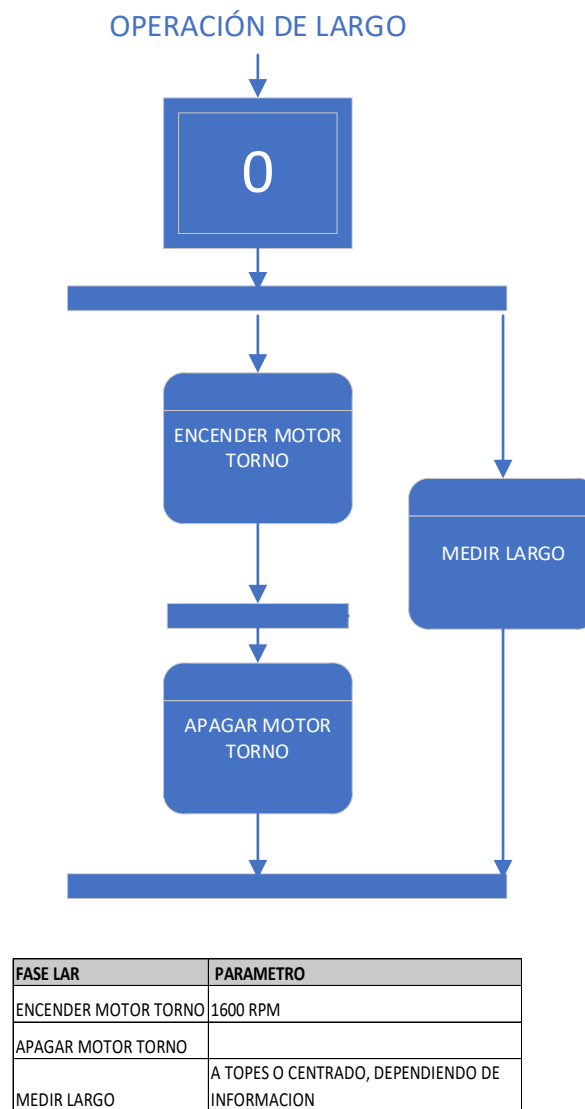 OPERACIÓN DE LARGO
0
ENCENDER MOTOR
TORNO
MEDIR LARGO
APAGAR MOTOR
TORNO
FASE LAR PARAMETRO
ENCENDER MOTOR TORNO 1600 RPM
APAGAR MOTOR TORNO
A TOPES O CENTRADO, DEPENDIENDO DE
MEDIR LARGO INFORMACION